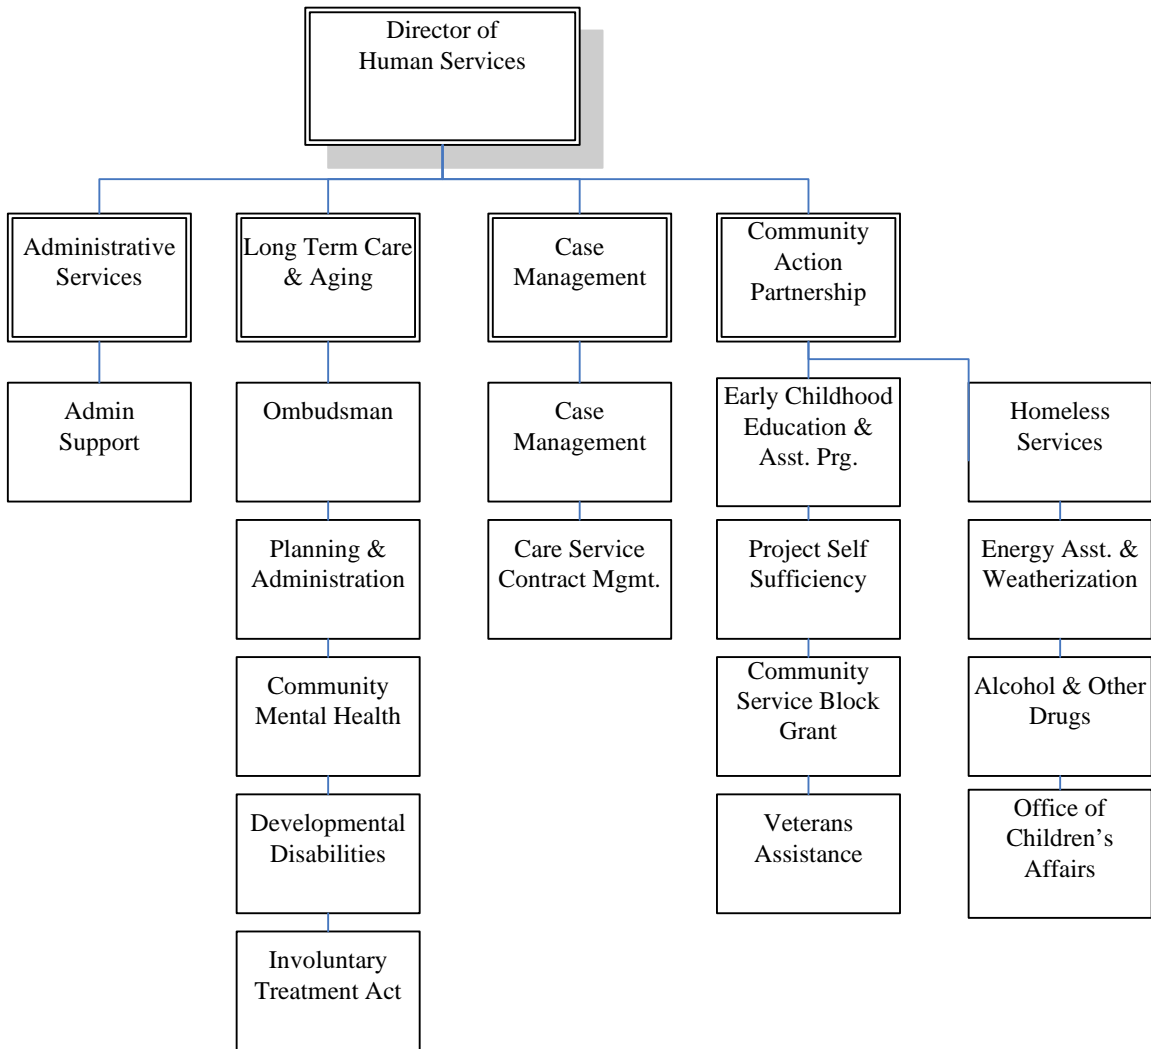 Director of
Human Services
Administrative
Services
Long Term Care
& Aging
Case
Management
Community
Action
Partnership
Admin
Support
Ombudsman
Case
Management
Early Childhood
Education &
Asst. Prg.
Homeless
Services
Planning &
Administration
Care Service
Contract Mgmt.
Project Self
Sufficiency
Energy Asst. &
Weatherization
Community
Mental Health
Community
Service Block
Grant
Alcohol & Other
Drugs
Developmental
Disabilities
Veterans
Assistance
Office of
Children’s
Affairs
Involuntary
Treatment Act